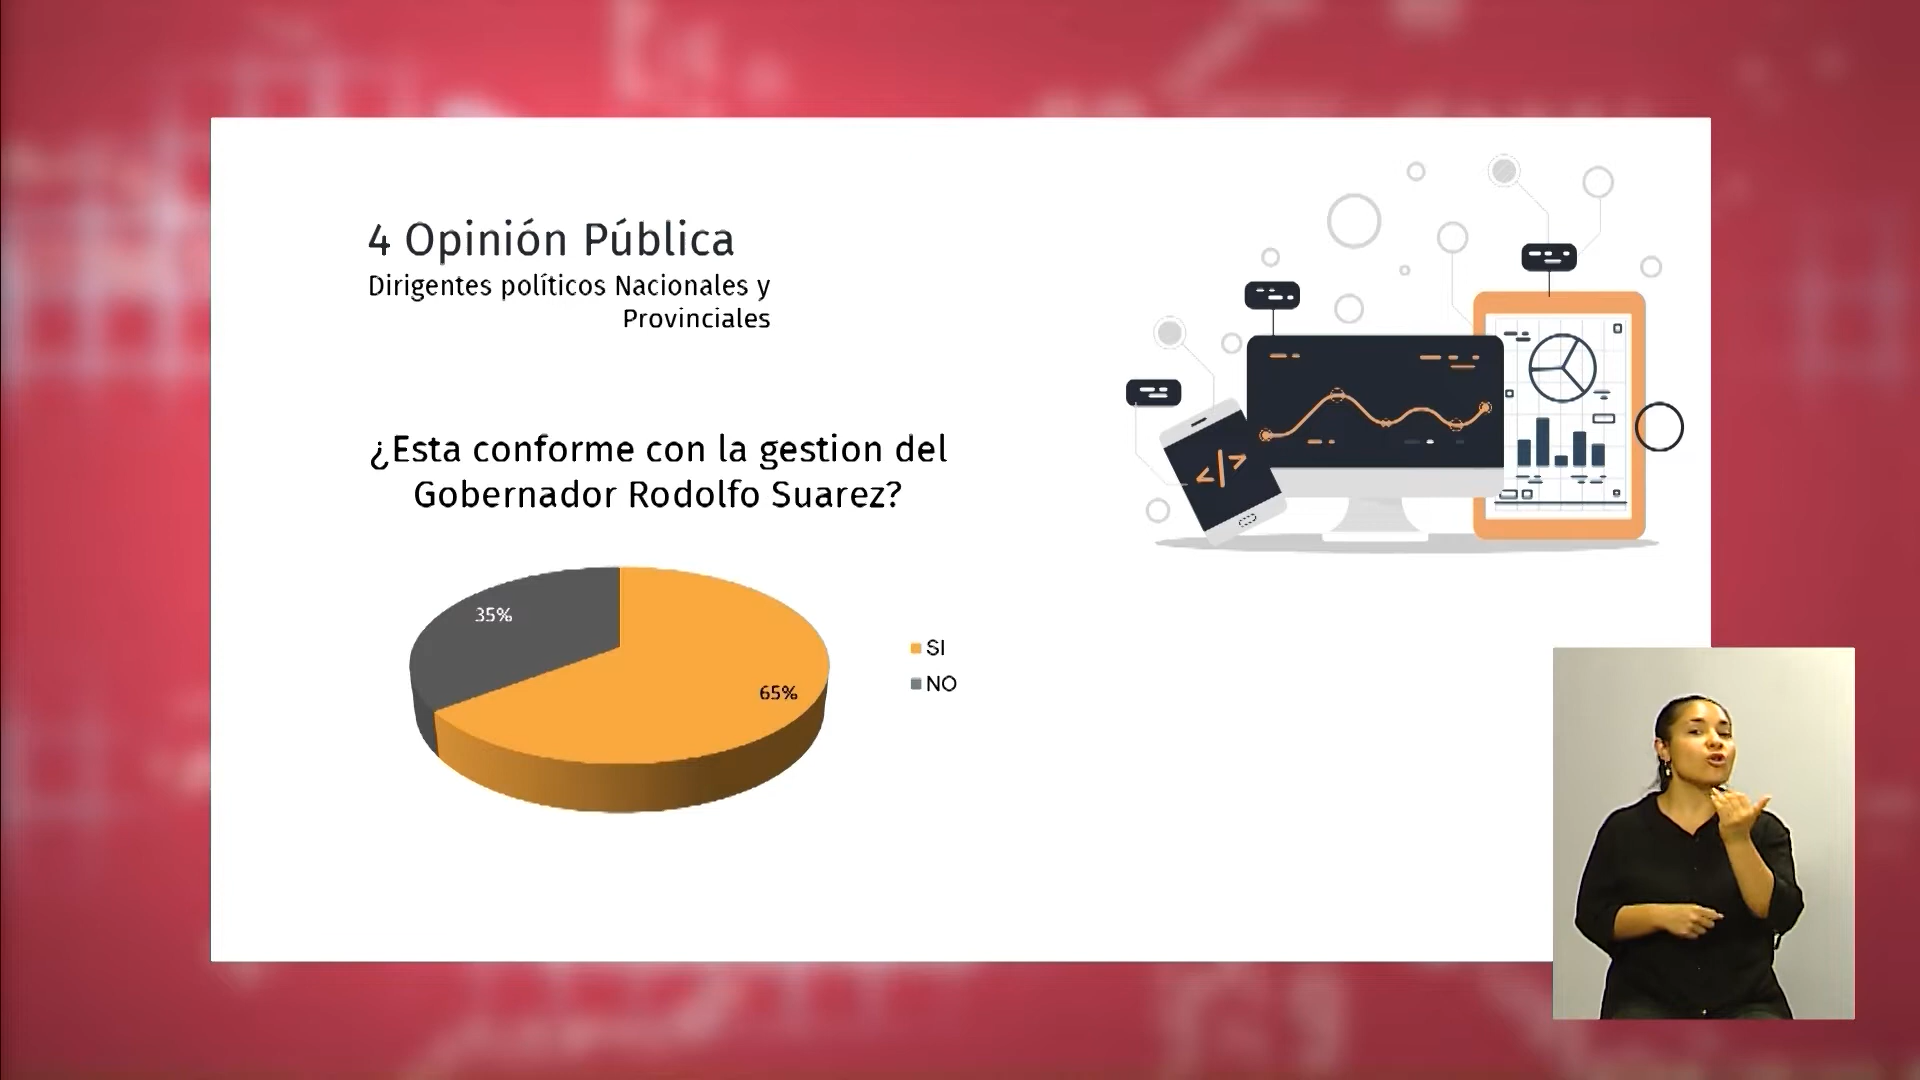 4 Opinión Pública
Dirigentes políticos Nacionales y
Provinciales
¿Esta conforme con la gestion del
Gobernador Rodolfo Suarez?
35%
65%
SI
NO
</>